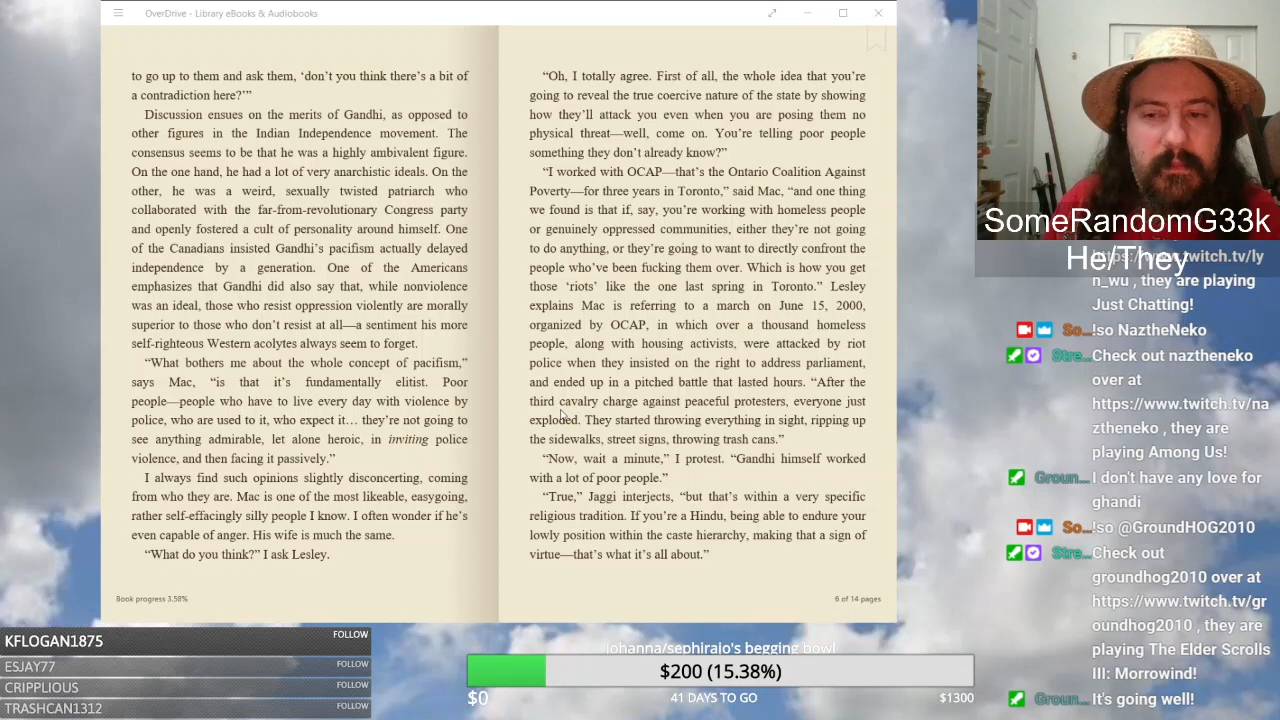 OverDrive - Library eBooks & Audiobooks
to go up to them and ask them, ‘don’t you think there’s a bit of
a contradiction here?’”
Discussion ensues on the merits of Gandhi, as opposed to
other figures in the Indian Independence movement. The
consensus seems to be that he was a highly ambivalent figure.
On the one hand, he had a lot of very anarchistic ideals. On the
other, he was a weird, sexually twisted patriarch who
collaborated with the far-from-revolutionary Congress party
and openly fostered a cult of personality around himself. One
of the Canadians insisted Gandhi’s pacifism actually delayed
independence by a generation. One of the Americans
emphasizes that Gandhi did also say that, while nonviolence
was an ideal, those who resist oppression violently are morally
superior to those who don’t resist at all—a sentiment his more
self-righteous Western acolytes always seem to forget.
“What bothers me about the whole concept of pacifism,”
says Mac, “is that it’s fundamentally elitist. Poor
people—people who have to live every day with violence by
police, who are used to it, who expect it… they’re not going to
see anything admirable, let alone heroic, in inviting police
violence, and then facing it passively.”
I always find such opinions slightly disconcerting, coming
from who they are. Mac is one of the most likeable, easygoing,
rather self-effacingly silly people I know. I often wonder if he’s
even capable of anger. His wife is much the same.
“What do you think?” I ask Lesley.
Book progress 3.58%
“Oh, I totally agree. First of all, the whole idea that you’re
going to reveal the true coercive nature of the state by showing
how they’ll attack you even when you are posing them no
physical threat—well, come on. You’re telling poor people
something they don’t already know?”
“I worked with OCAP—that’s the Ontario Coalition Against
Poverty—for three years in Toronto,” said Mac, “and one thing
we found is that if, say, you’re working with homeless people
or genuinely oppressed communities, either they’re not going
to do anything, or they’re going to want to directly confront the
people who’ve been fucking them over. Which is how you get
those ‘riots’ like the one last spring in Toronto.” Lesley
explains Mac is referring to a march on June 15, 2000,
organized by OCAP, in which over a thousand homeless
people, along with housing activists, were attacked by riot
police when they insisted on the right to address parliament,
and ended up in a pitched battle that lasted hours. “After the
third cavalry charge against peaceful protesters, everyone just
exploded. They started throwing everything in sight, ripping up
the sidewalks, street signs, throwing trash cans.”
“Now, wait a minute,” I protest. “Gandhi himself worked
with a lot of poor people.”
“True,” Jaggi interjects, “but that’s within a very specific
religious tradition. If you’re a Hindu, being able to endure your
lowly position within the caste hierarchy, making that a sign of
virtue—that’s what it’s all about.”
6 of 14 pages
SomeRandomG33k
He/They
https://www.twitch.tv/ly
n_wu , they are playing
Just Chatting!
So... !so NaztheNeko
Stre... Check out naztheneko
over at
https://www.twitch.tv/na
ztheneko , they are
playing Among Us!
Groun... I don't have any love for
ghandi
So... !so @GroundHOG2010
Stre... Check out
groundhog2010 over at
https://www.twitch.tv/gr
oundhog2010 , they are
playing The Elder Scrolls
III: Morrowind!
Groun... It's going well!
KFLOGAN1875 FOLLOW
ESJAY77 FOLLOW
CRIPPLIOUS FOLLOW
TRASHCAN1312 FOLLOW
Johanna/sephirajo's begging bowl
$200 (15.38%)
$0 41 DAYS TO GO $1300